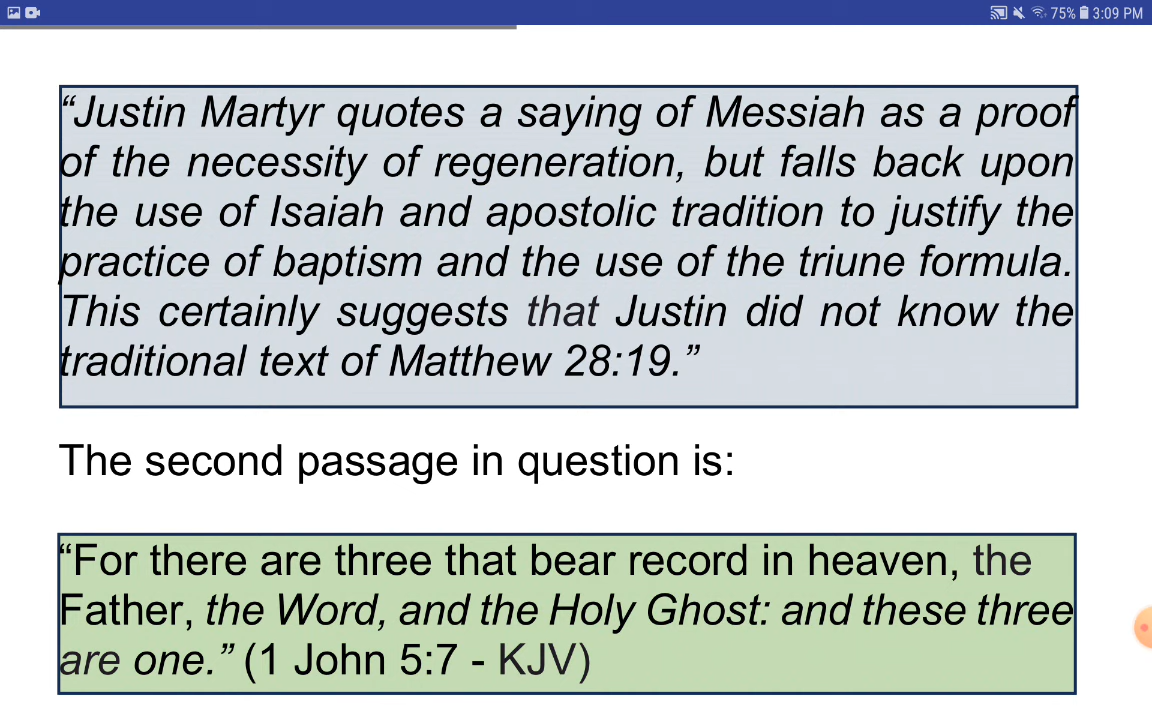 75% 3:09 PM
“Justin Martyr quotes a saying of Messiah as a proof
of the necessity of regeneration, but falls back upon
the use of Isaiah and apostolic tradition to justify the
practice of baptism and the use of the triune formula.
This certainly suggests that Justin did not know the
traditional text of Matthew 28:19.”
The second passage in question is:
“For there are three that bear record in heaven, the
Father, the Word, and the Holy Ghost: and these three
are one.” (1 John 5:7 - KJV)